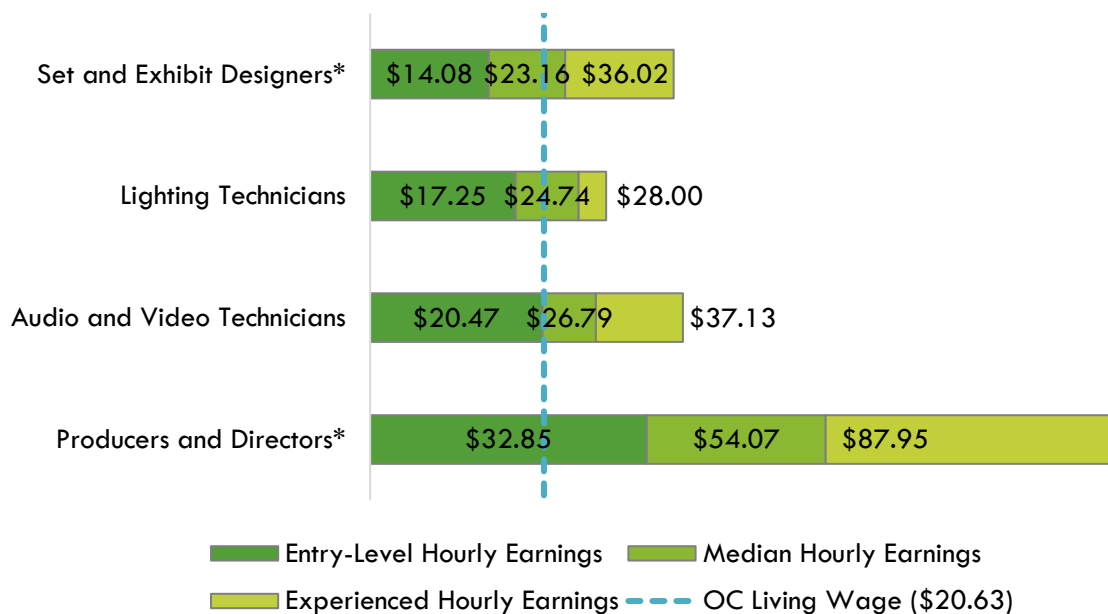 Set and Exhibit Designers* $14.08 $23.16 $36.02
Lighting Technicians $17.25 $24.74 $28.00
Audio and Video Technicians $20.47 $26.79 $37.13
Producers and Directors* $32.85 $54.07 $87.95
Entry-Level Hourly Earnings Median Hourly Earnings
Experienced Hourly Earnings OC Living Wage ($20.63)